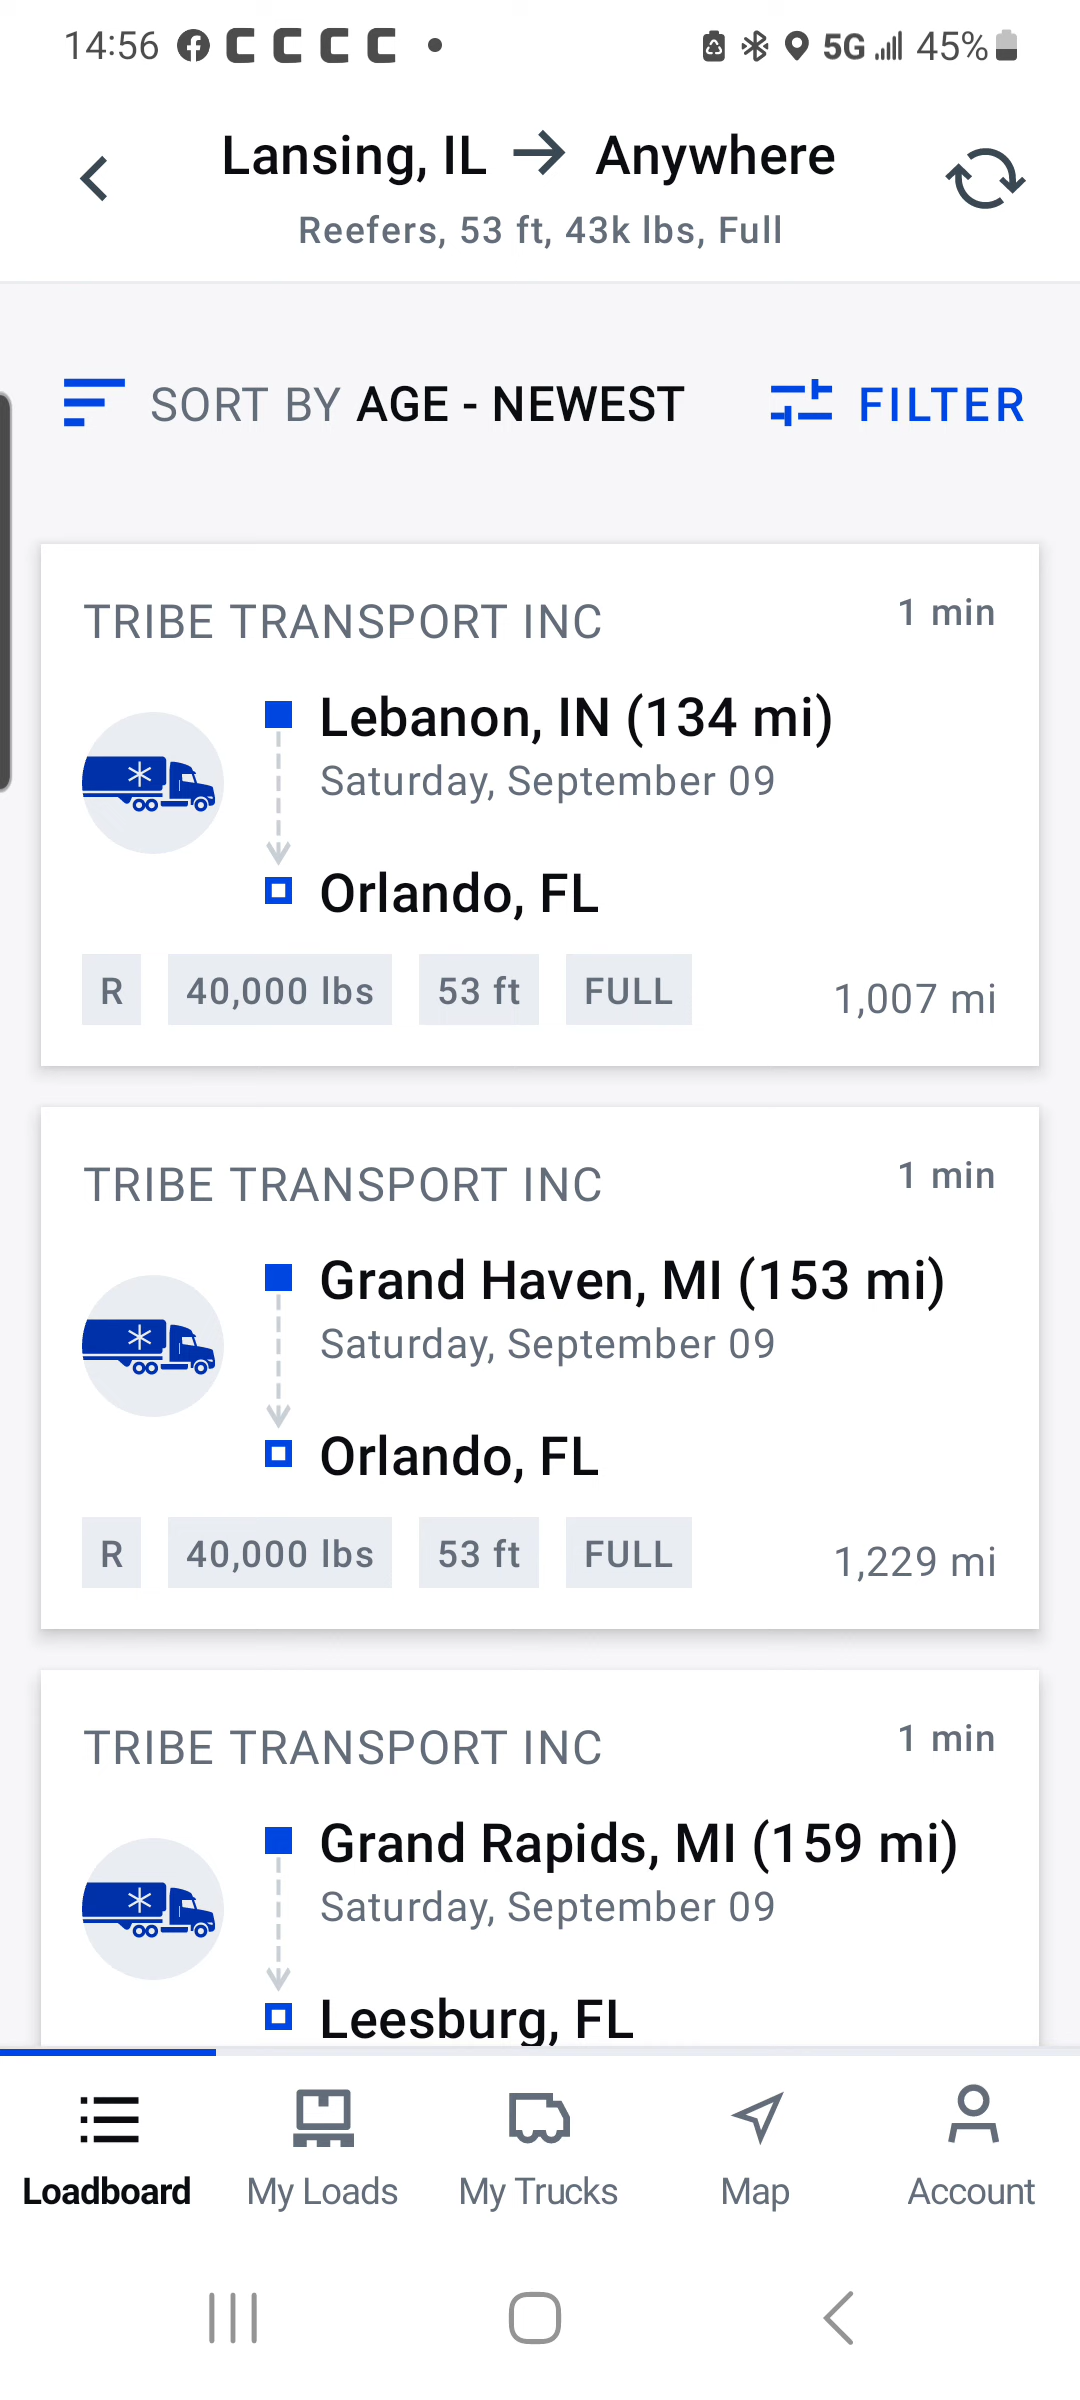 14:56 5G 45%
Lansing, IL → Anywhere
Reefers, 53 ft, 43k lbs, Full
SORT BY AGE - NEWEST FILTER
TRIBE TRANSPORT INC 1 min
Lebanon, IN (134 mi)
Saturday, September 09
Orlando, FL
R 40,000 lbs 53 ft FULL 1,007 mi
TRIBE TRANSPORT INC 1 min
Grand Haven, MI (153 mi)
Saturday, September 09
Orlando, FL
R 40,000 lbs 53 ft FULL 1,229 mi
TRIBE TRANSPORT INC 1 min
Grand Rapids, MI (159 mi)
Saturday, September 09
Leesburg, FL
Loadboard My Loads My Trucks Map Account